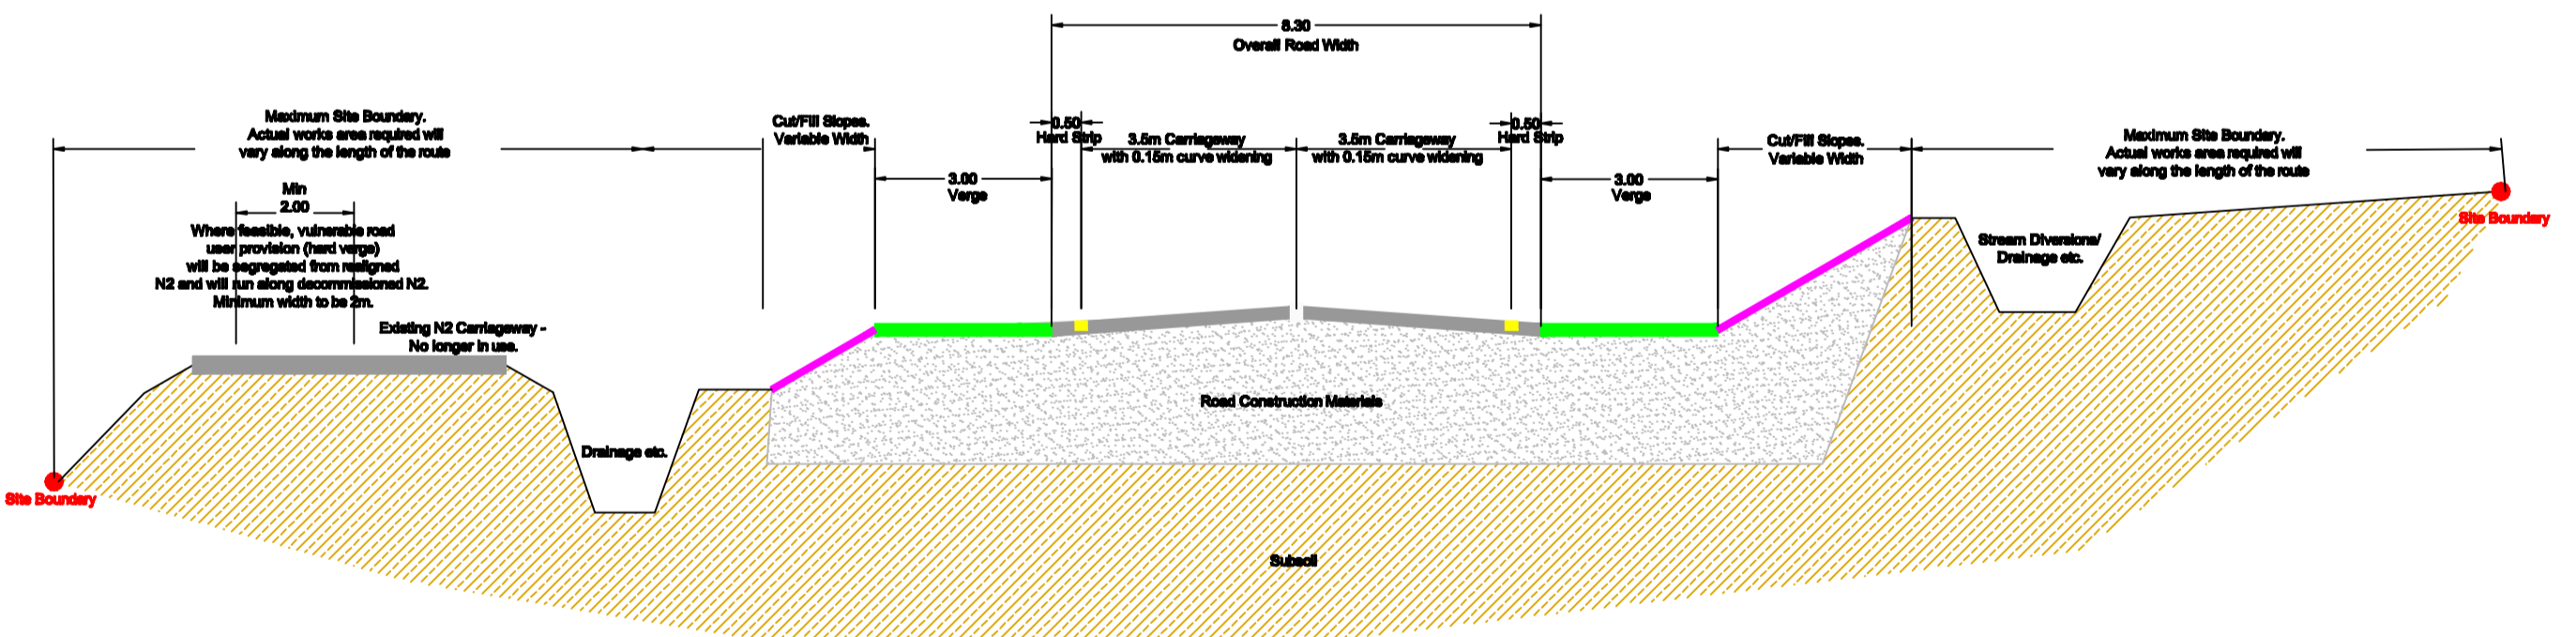 8.30
Overall Road Width
Maximum Site Boundary.
Actual works area required will
vary along the length of the route
Cut/Fill Slopes.
Variable Width
0.50
Hard Strip
3.5m Carriageway
with 0.15m curve widening
3.5m Carriageway
with 0.15m curve widening
0.50
Hard Strip
Cut/Fill Slopes.
Variable Width
Maximum Site Boundary.
Actual works area required will
vary along the length of the route
Min
2.00
3.00
Verge
3.00
Verge
Where feasible, vulnerable road
user provision (hard verge)
will be segregated from realigned
N2 and will run along decommissioned N2.
Minimum width to be 2m.
Site Boundary
Stream Diversions/
Drainage etc.
Existing N2 Carriageway -
No longer in use.
Road Construction Materials
Drainage etc.
Site Boundary
Subsoil